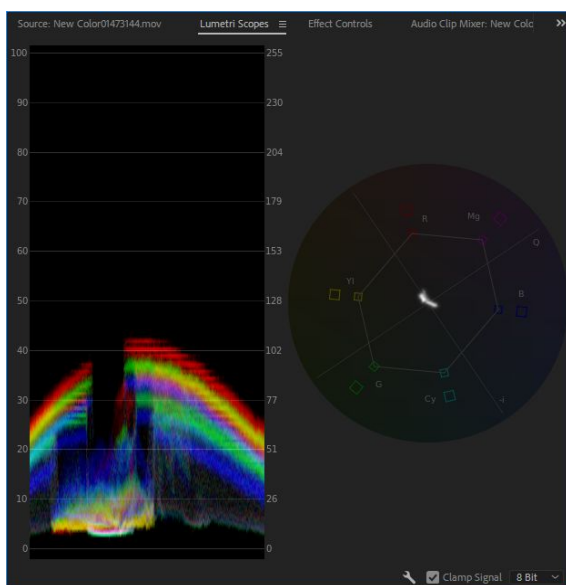 Source: New Color01473144.mov Lumetri Scopes Effect Controls Audio Clip Mixer: New Colc
100 255
90 230
80 204
70 179
60 153
50 128
40 102
30 77
20 51
10 26
0 0
R Mg
Q
Yl B
G Cy -i
Clamp Signal 8 Bit